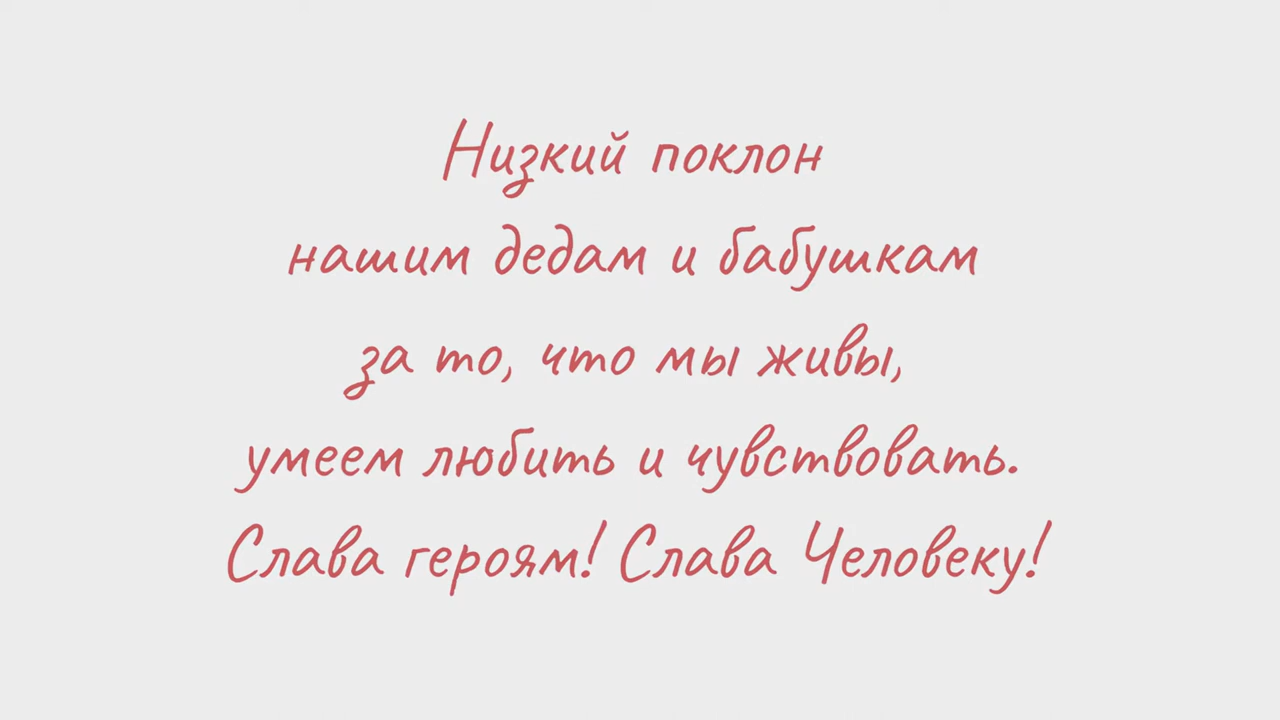 Низкий поклон
нашим дедам и бабушкам
за то, что мы живы,
умеем любить и чувствовать.
Слава героям! Слава Человеку!